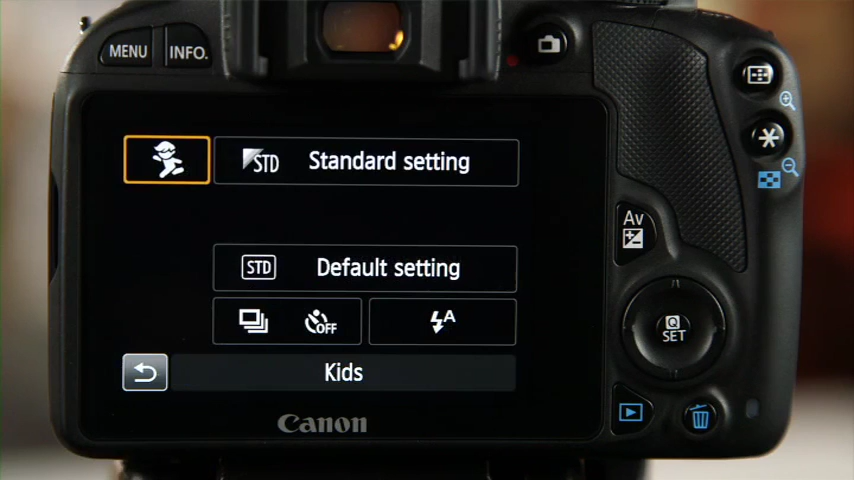 MENU INFO.
STD Standard setting
Av
STD Default setting
OFF A
Q
SET
Kids
Canon